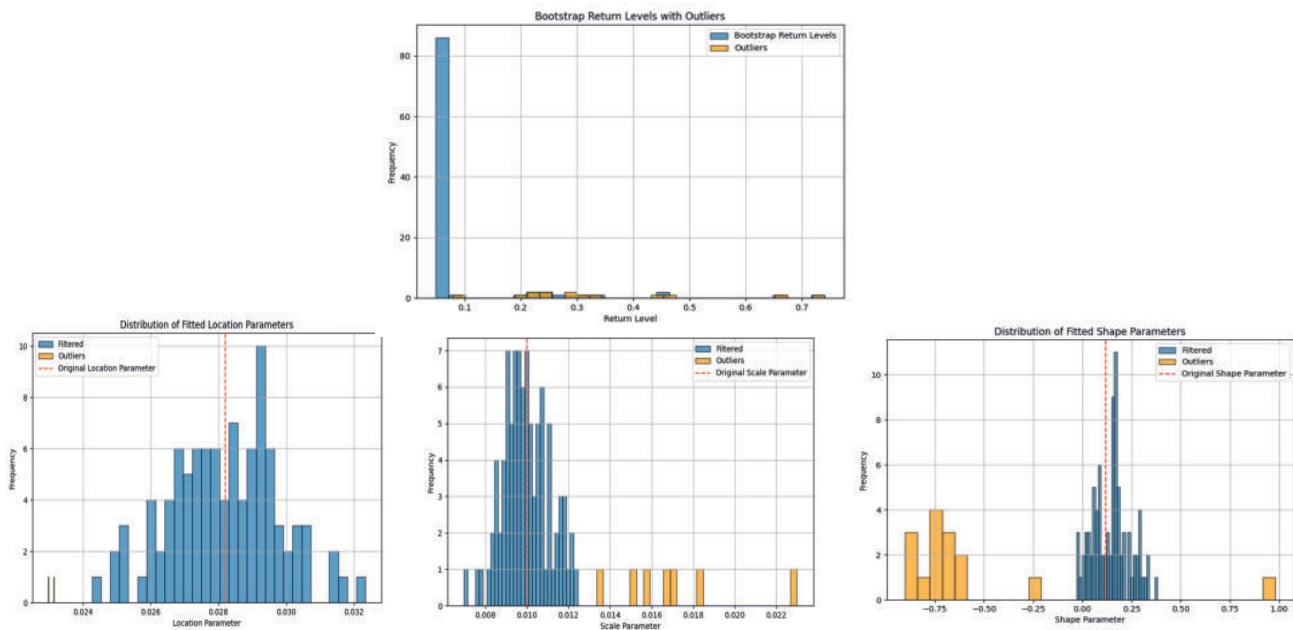 Bootstrap Return Levels with Outliers
Bootstrap Return Levels
Outliers
Frequency
80
60
40
20
0
0.1 0.2 0.3 0.4 0.5 0.6 0.7
Return Level
Distribution of Fitted Location Parameters
Filtered
Outliers
Original Location Parameter
Frequency
10
8
6
4
2
0
0.024 0.026 0.028 0.030 0.032
Location Parameter
Filtered
Outliers
Original Scale Parameter
Frequency
7
6
5
4
3
2
1
0
0.008 0.010 0.012 0.014 0.016 0.018 0.020 0.022
Scale Parameter
Distribution of Fitted Shape Parameters
Filtered
Outliers
Original Shape Parameter
Frequency
10
8
6
4
2
0
−0.75 −0.50 −0.25 0.00 0.25 0.50 0.75 1.00
Shape Parameter